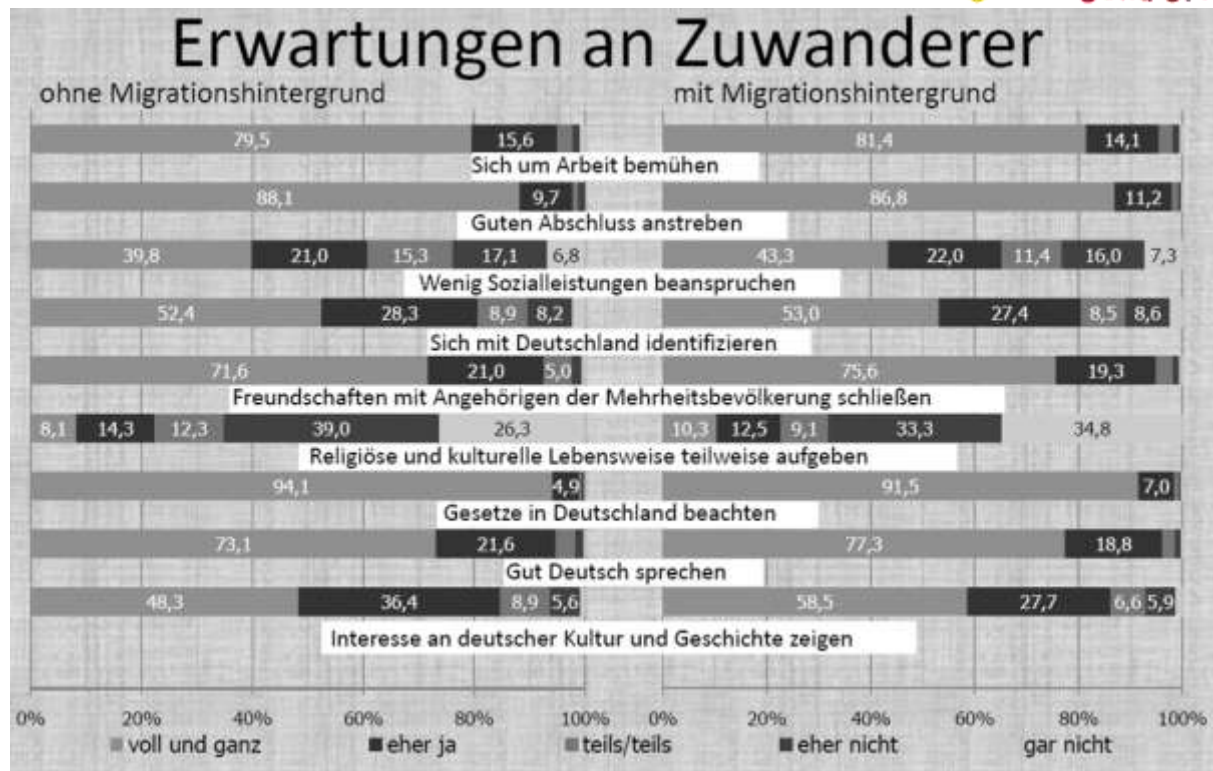 Erwartungen an Zuwanderer
ohne Migrationshintergrund mit Migrationshintergrund
79,5 15,6 81,4 14,1
Sich um Arbeit bemühen
88,1 9,7 86,8 11,2
Guten Abschluss anstreben
39,8 21,0 15,3 17,1 6,8 43,3 22,0 11,4 16,0 7,3
Wenig Sozialleistungen beanspruchen
52,4 28,3 8,9 8,2 53,0 27,4 8,5 8,6
Sich mit Deutschland identifizieren
71,6 21,0 5,0 75,6 19,3
Freundschaften mit Angehörigen der Mehrheitsbevölkerung schließen
8,1 14,3 12,3 39,0 26,3 10,3 12,5 9,1 33,3 34,8
Religiöse und kulturelle Lebensweise teilweise aufgeben
94,1 4,9 91,5 7,0
Gesetze in Deutschland beachten
73,1 21,6 77,3 18,8
Gut Deutsch sprechen
48,3 36,4 8,9 5,6 58,5 27,7 6,6 5,9
Interesse an deutscher Kultur und Geschichte zeigen
0% 20% 40% 60% 80% 100% 0% 20% 40% 60% 80% 100%
voll und ganz eher ja teils/teils eher nicht gar nicht